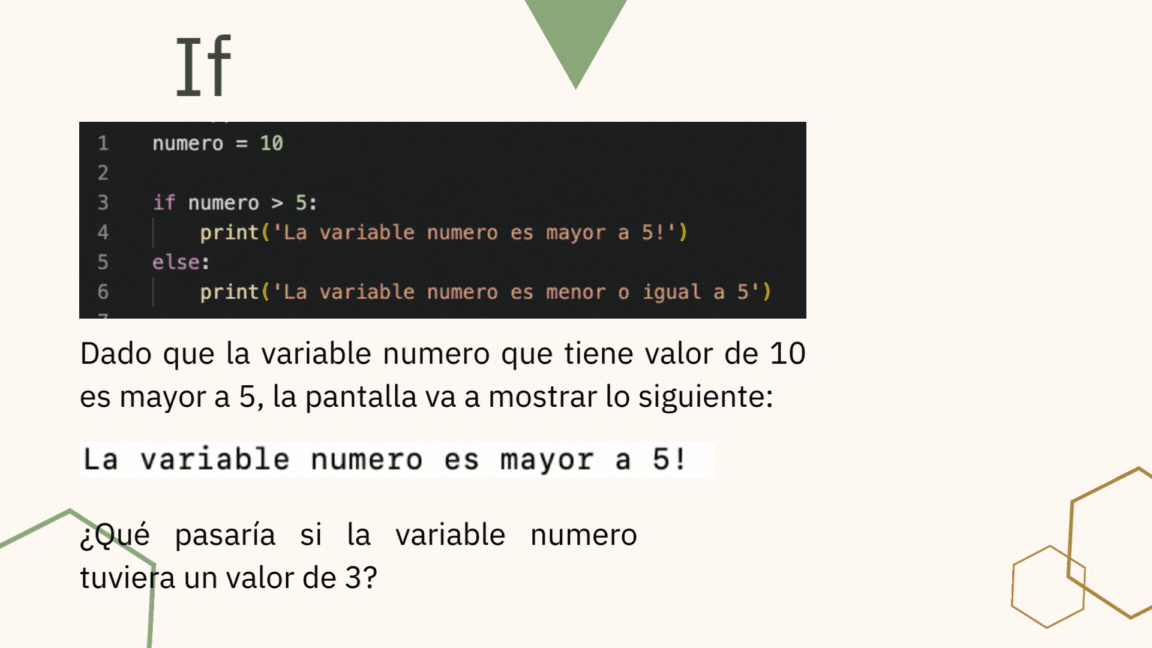 If
1 numero = 10
2
3 if numero > 5:
4 print('La variable numero es mayor a 5!')
5 else:
6 print('La variable numero es menor o igual a 5')
Dado que la variable numero que tiene valor de 10
es mayor a 5, la pantalla va a mostrar lo siguiente:
La variable numero es mayor a 5!
¿Qué pasaría si la variable numero
tuviera un valor de 3?